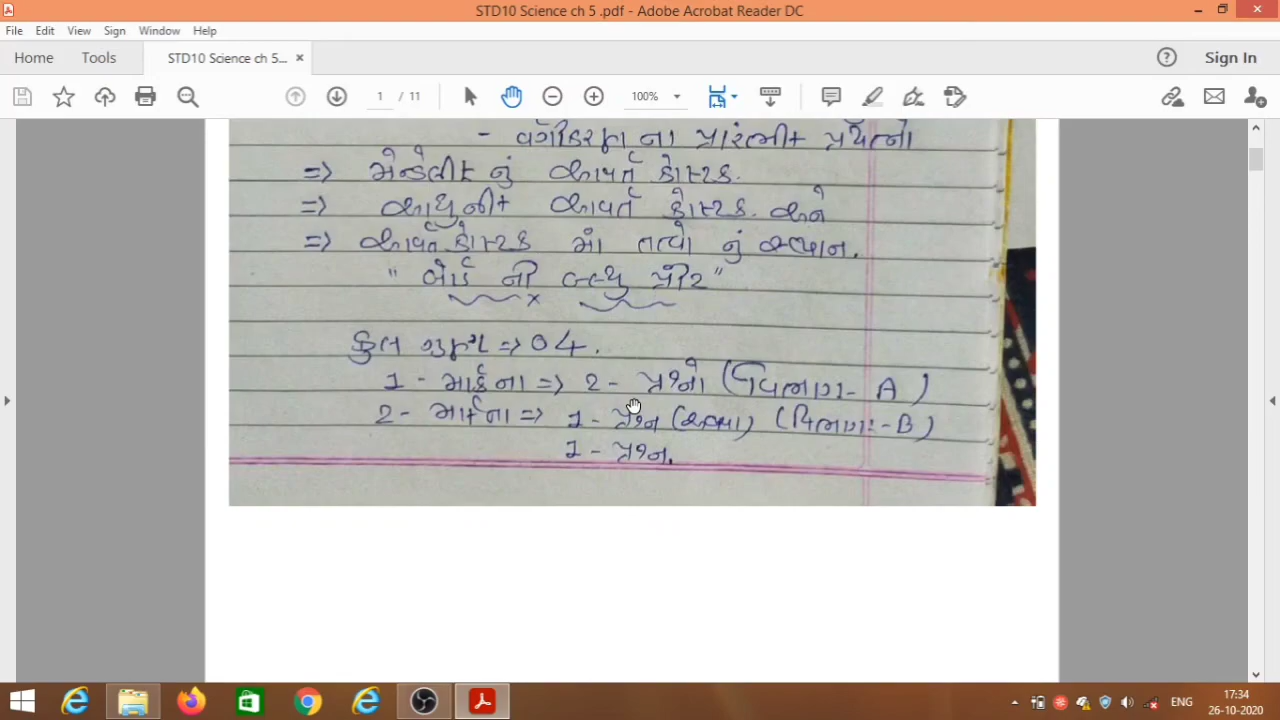 STD10 Science ch 5 .pdf - Adobe Acrobat Reader DC
File Edit View Sign Window Help
Home Tools STD10 Science ch 5... × Sign In
1 / 11 100%
- વર્ગીકરણ ના પ્રારંભીક પ્રયત્નો
=> મેન્ડેલીફ નું આવર્ત કોષ્ટક.
=> આધુનીક આવર્ત કોષ્ટક. અને
=> આવર્ત કોષ્ટક માં તત્વો નું સ્થાન.
" બોર્ડ ની બ્લ્યુ પ્રીંટ "
કુલ ગુણ => 04.
1 - માર્કના => 2 - પ્રશ્નો (વિભાગ - A)
2 - માર્કના => 1 - પ્રશ્ન (અથવા) (વિભાગ - B)
1 - પ્રશ્ન.
ENG 17:34
26-10-2020